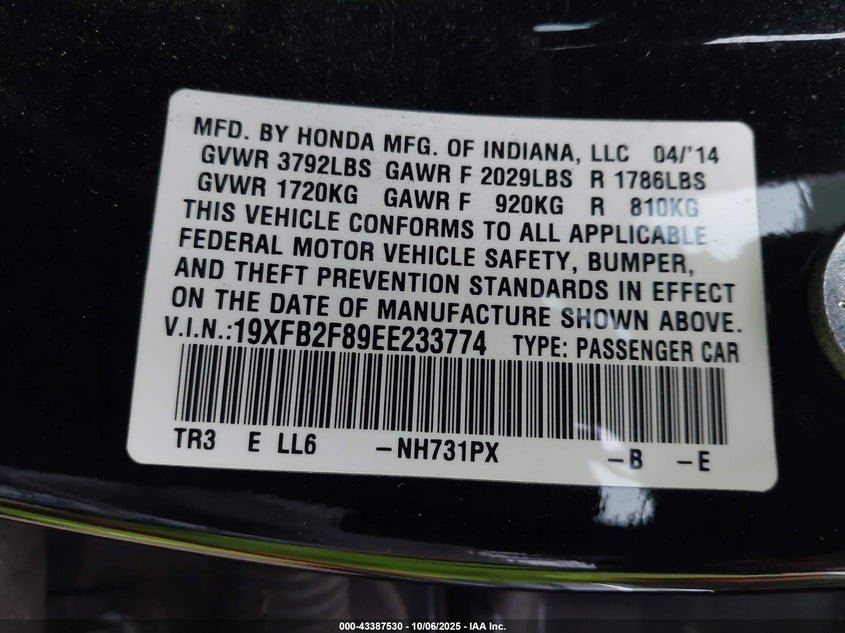 MFD. BY HONDA MFG. OF INDIANA, LLC 04/'14
GVWR 3792LBS GAWR F 2029LBS R 1786LBS
GVWR 1720KG GAWR F 920KG R 810KG
THIS VEHICLE CONFORMS TO ALL APPLICABLE
FEDERAL MOTOR VEHICLE SAFETY, BUMPER,
AND THEFT PREVENTION STANDARDS IN EFFECT
ON THE DATE OF MANUFACTURE SHOWN ABOVE.
V.I.N.:19XFB2F89EE233774 TYPE: PASSENGER CAR
TR3 E LL6 -NH731PX -B -E
000-43387530 - 10/06/2025 - IAA Inc.